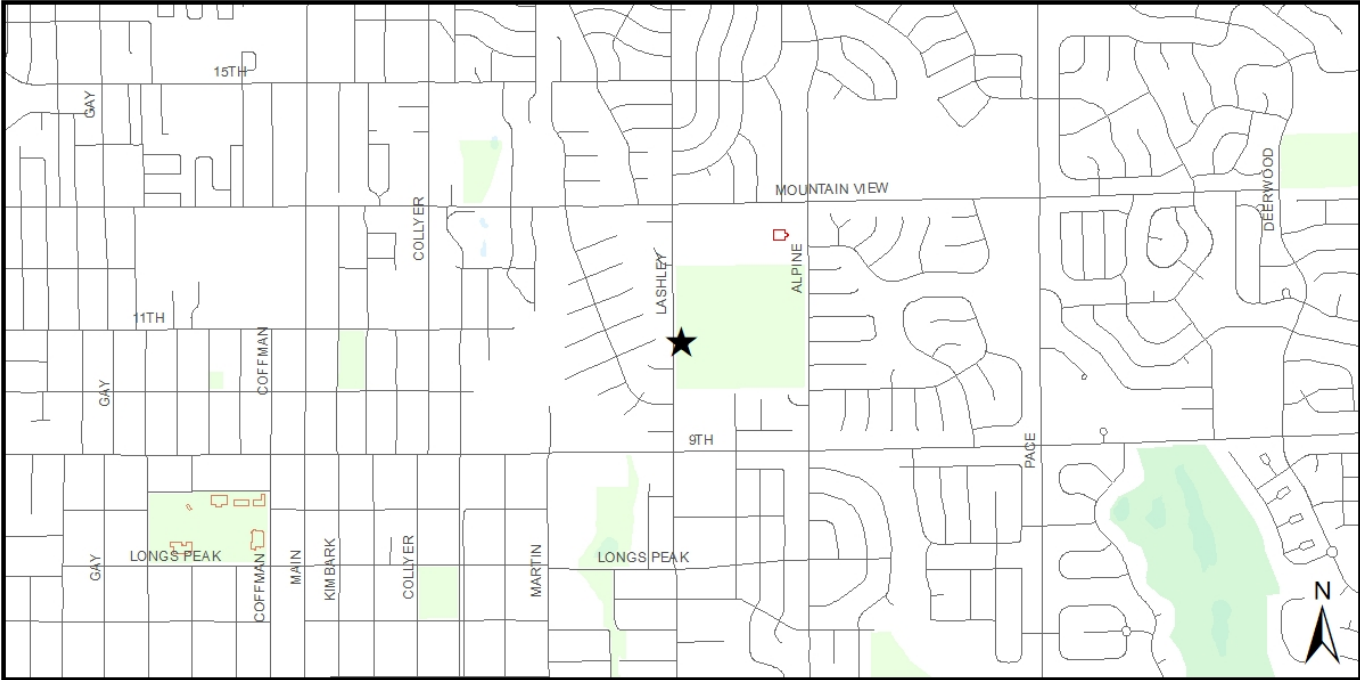 15TH
GAY
MOUNTAIN VIEW
DEERWOOD
COLLYER
LASHLEY
ALPINE
11TH
COFFMAN
GAY
9TH
PACE
LONGS PEAK
LONGS PEAK
GAY
COFFMAN
MAIN
KIMBARK
COLLYER
MARTIN
N